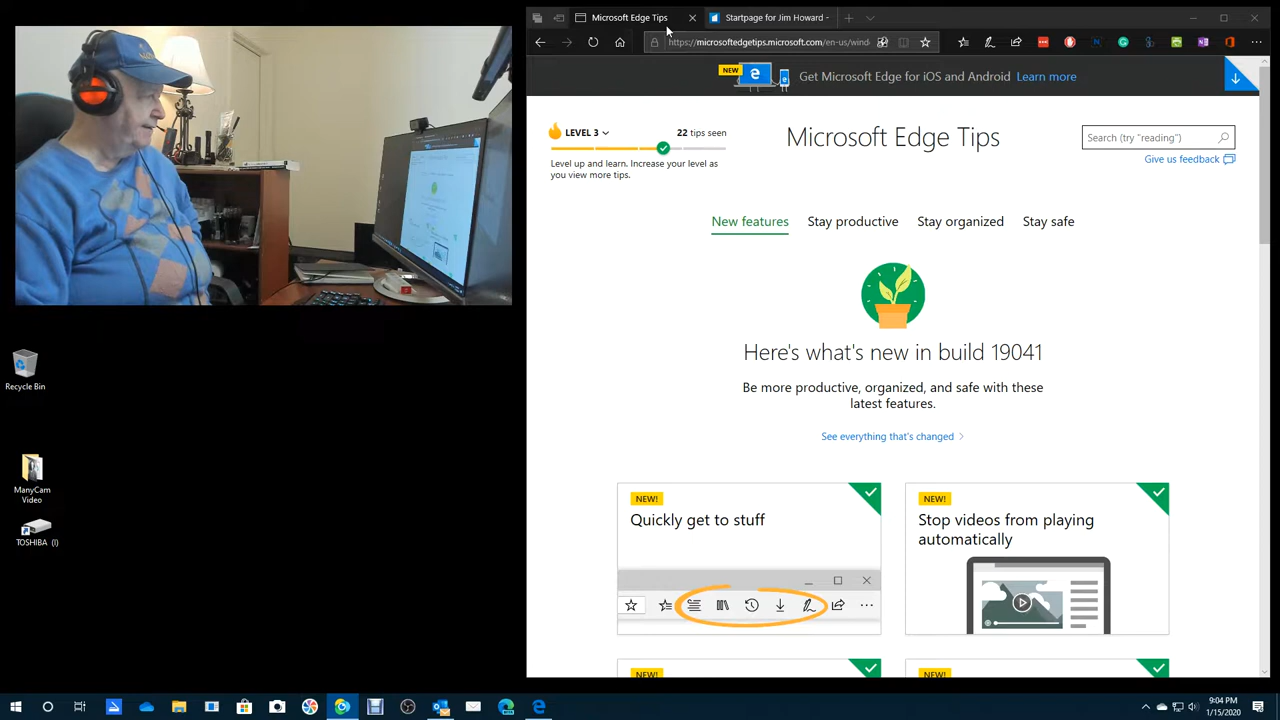 Microsoft Edge Tips
Startpage for Jim Howard -
https://microsoftedgetips.microsoft.com/en-us/wind
NEW
Get Microsoft Edge for iOS and Android Learn more
LEVEL 3
22 tips seen
Level up and learn. Increase your level as
you view more tips.
Microsoft Edge Tips
Search (try "reading")
Give us feedback
New features
Stay productive
Stay organized
Stay safe
Here's what's new in build 19041
Be more productive, organized, and safe with these
latest features.
See everything that's changed
NEW!
Quickly get to stuff
NEW!
Stop videos from playing
automatically
NEW!
NEW!
Recycle Bin
ManyCam
Video
TOSHIBA (I)
9:04 PM
1/15/2020